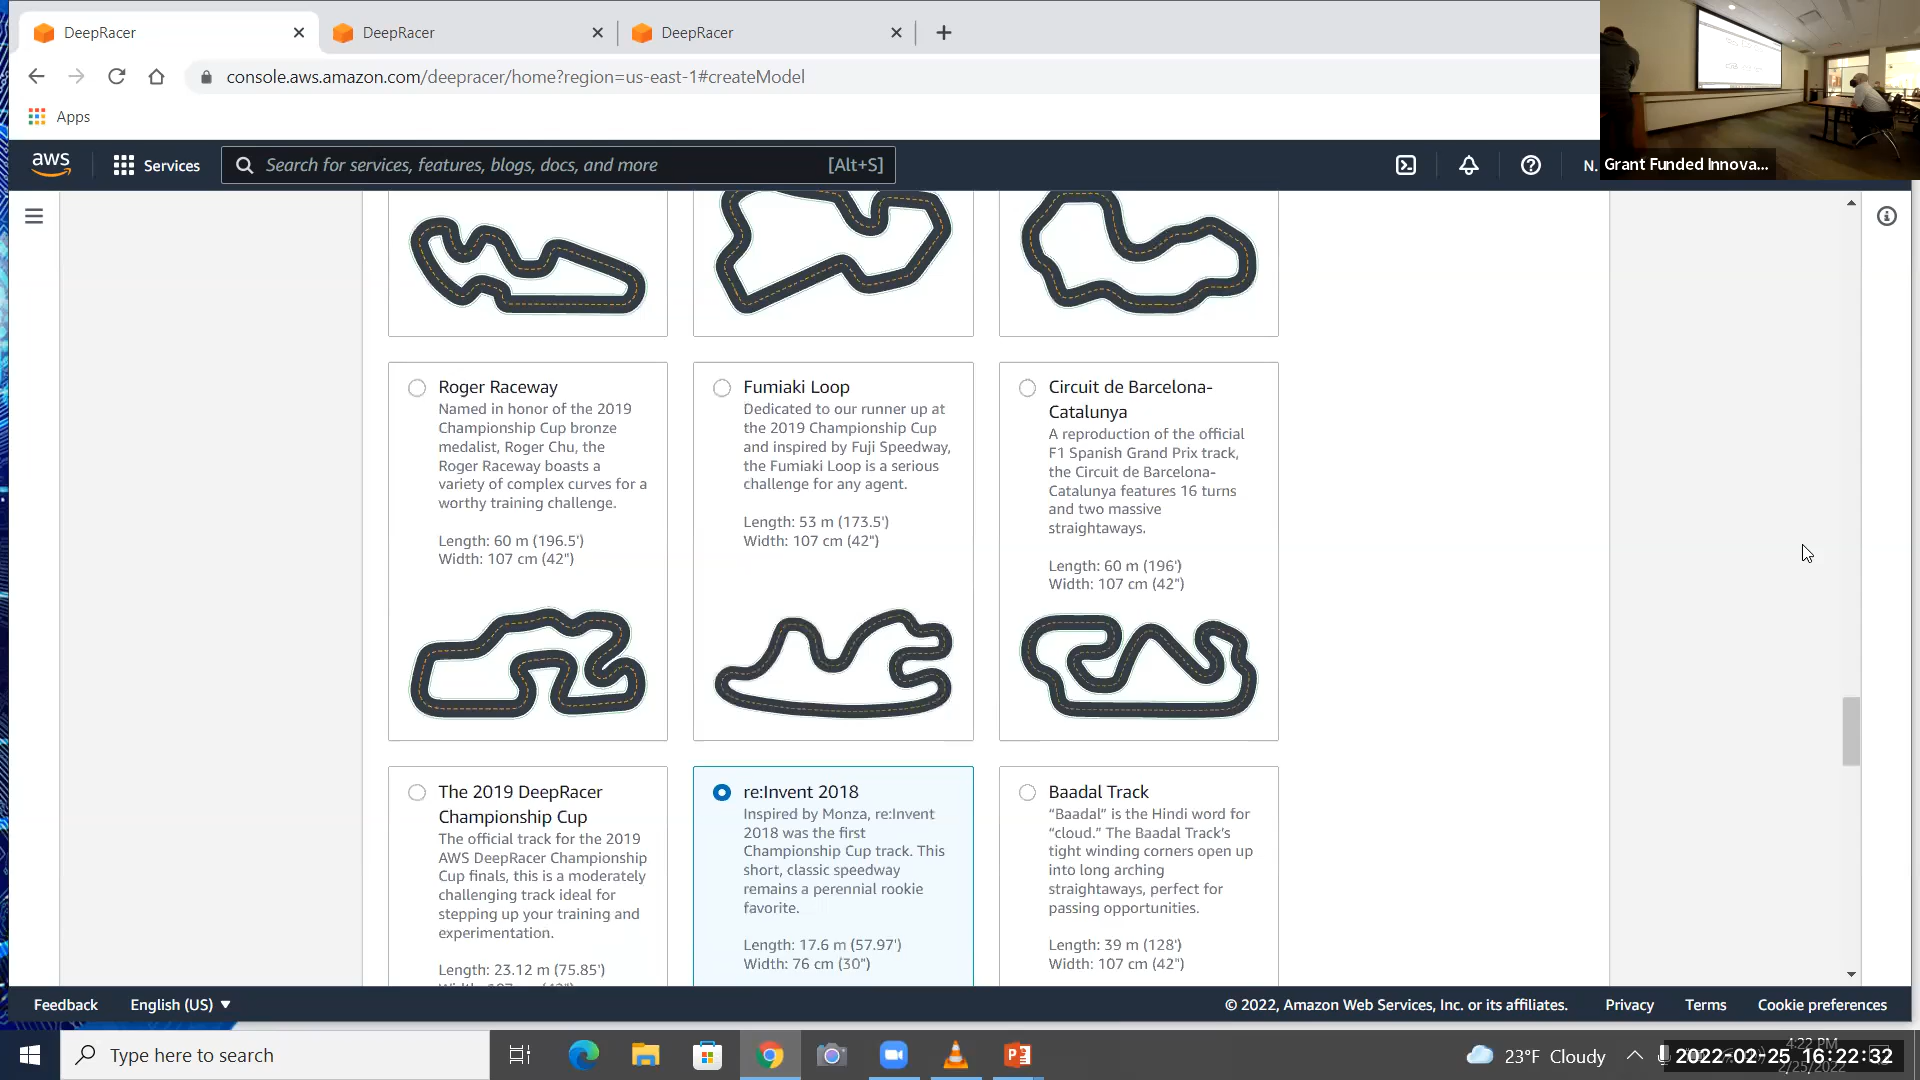 DeepRacer
DeepRacer
DeepRacer
console.aws.amazon.com/deepracer/home?region=us-east-1#createModel
Apps
aws
Services
Search for services, features, blogs, docs, and more
[Alt+S]
N.
Grant Funded Innova...
Roger Raceway
Named in honor of the 2019
Championship Cup bronze
medalist, Roger Chu, the
Roger Raceway boasts a
variety of complex curves for a
worthy training challenge.
Length: 60 m (196.5')
Width: 107 cm (42")
Fumiaki Loop
Dedicated to our runner up at
the 2019 Championship Cup
and inspired by Fuji Speedway,
the Fumiaki Loop is a serious
challenge for any agent.
Length: 53 m (173.5')
Width: 107 cm (42")
Circuit de Barcelona-
Catalunya
A reproduction of the official
F1 Spanish Grand Prix track,
the Circuit de Barcelona-
Catalunya features 16 turns
and two massive
straightaways.
Length: 60 m (196')
Width: 107 cm (42")
The 2019 DeepRacer
Championship Cup
The official track for the 2019
AWS DeepRacer Championship
Cup finals, this is a moderately
challenging track ideal for
stepping up your training and
experimentation.
Length: 23.12 m (75.85')
re:Invent 2018
Inspired by Monza, re:Invent
2018 was the first
Championship Cup track. This
short, classic speedway
remains a perennial rookie
favorite.
Length: 17.6 m (57.97')
Width: 76 cm (30")
Baadal Track
“Baadal” is the Hindi word for
“cloud.” The Baadal Track’s
tight winding corners open up
into long arching
straightaways, perfect for
passing opportunities.
Length: 39 m (128')
Width: 107 cm (42")
Feedback
English (US)
© 2022, Amazon Web Services, Inc. or its affiliates.
Privacy
Terms
Cookie preferences
Type here to search
23°F Cloudy
4:22 PM
2022-02-25 16:22:32
2/25/2022